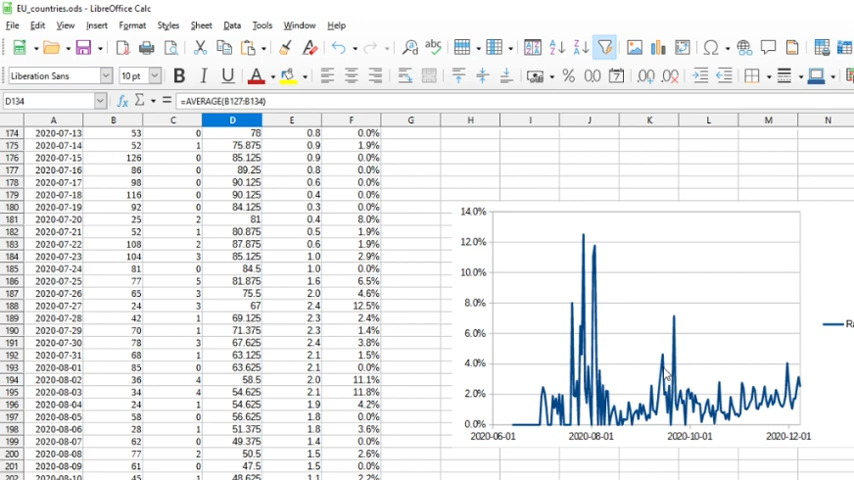 EU_countries.ods - LibreOffice Calc
File Edit View Insert Format Styles Sheet Data Tools Window Help
Liberation Sans 10 pt B I U A % 0.0 7
D134 =AVERAGE(B127:B134)
A B C D E F G H I J K L M N
174 2020-07-13 53 0 78 0.8 0.0%
175 2020-07-14 52 1 75.875 0.9 1.9%
176 2020-07-15 126 0 85.125 0.9 0.0%
177 2020-07-16 86 0 89.25 0.8 0.0%
178 2020-07-17 98 0 90.125 0.6 0.0%
179 2020-07-18 116 0 90.125 0.4 0.0%
180 2020-07-19 92 0 84.125 0.3 0.0%
181 2020-07-20 25 2 81 0.4 8.0%
182 2020-07-21 52 1 80.875 0.5 1.9%
183 2020-07-22 108 2 87.875 0.6 1.9%
184 2020-07-23 104 3 85.125 1.0 2.9%
185 2020-07-24 81 0 84.5 1.0 0.0%
186 2020-07-25 77 5 81.875 1.6 6.5%
187 2020-07-26 65 3 75.5 2.0 4.6%
188 2020-07-27 24 3 67 2.4 12.5%
189 2020-07-28 42 1 69.125 2.3 2.4%
190 2020-07-29 70 1 71.375 2.3 1.4%
191 2020-07-30 78 3 67.625 2.4 3.8%
192 2020-07-31 68 1 63.125 2.1 1.5%
193 2020-08-01 85 0 63.625 2.1 0.0%
194 2020-08-02 36 4 58.5 2.0 11.1%
195 2020-08-03 34 4 54.625 2.1 11.8%
196 2020-08-04 24 1 54.625 1.9 4.2%
197 2020-08-05 58 0 56.625 1.8 0.0%
198 2020-08-06 28 1 51.375 1.8 3.6%
199 2020-08-07 62 0 49.375 1.4 0.0%
200 2020-08-08 77 2 50.5 1.5 2.6%
201 2020-08-09 61 0 47.5 1.5 0.0%
202 2020-08-10 45 1 48.625 1.1 2.2%
14.0%
12.0%
10.0%
8.0%
6.0%
4.0%
2.0%
0.0%
2020-06-01 2020-08-01 2020-10-01 2020-12-01